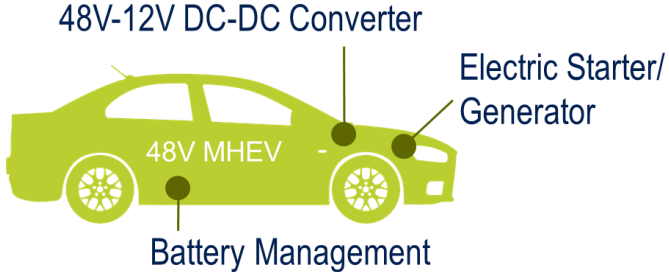 48V-12V DC-DC Converter
Electric Starter/
Generator
48V MHEV
Battery Management